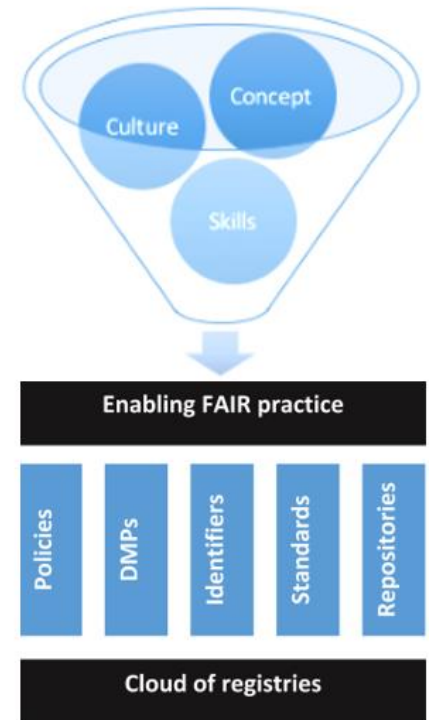 Concept
Culture
Skills
Enabling FAIR practice
Policies
DMPs
Identifiers
Standards
Repositories
Cloud of registries